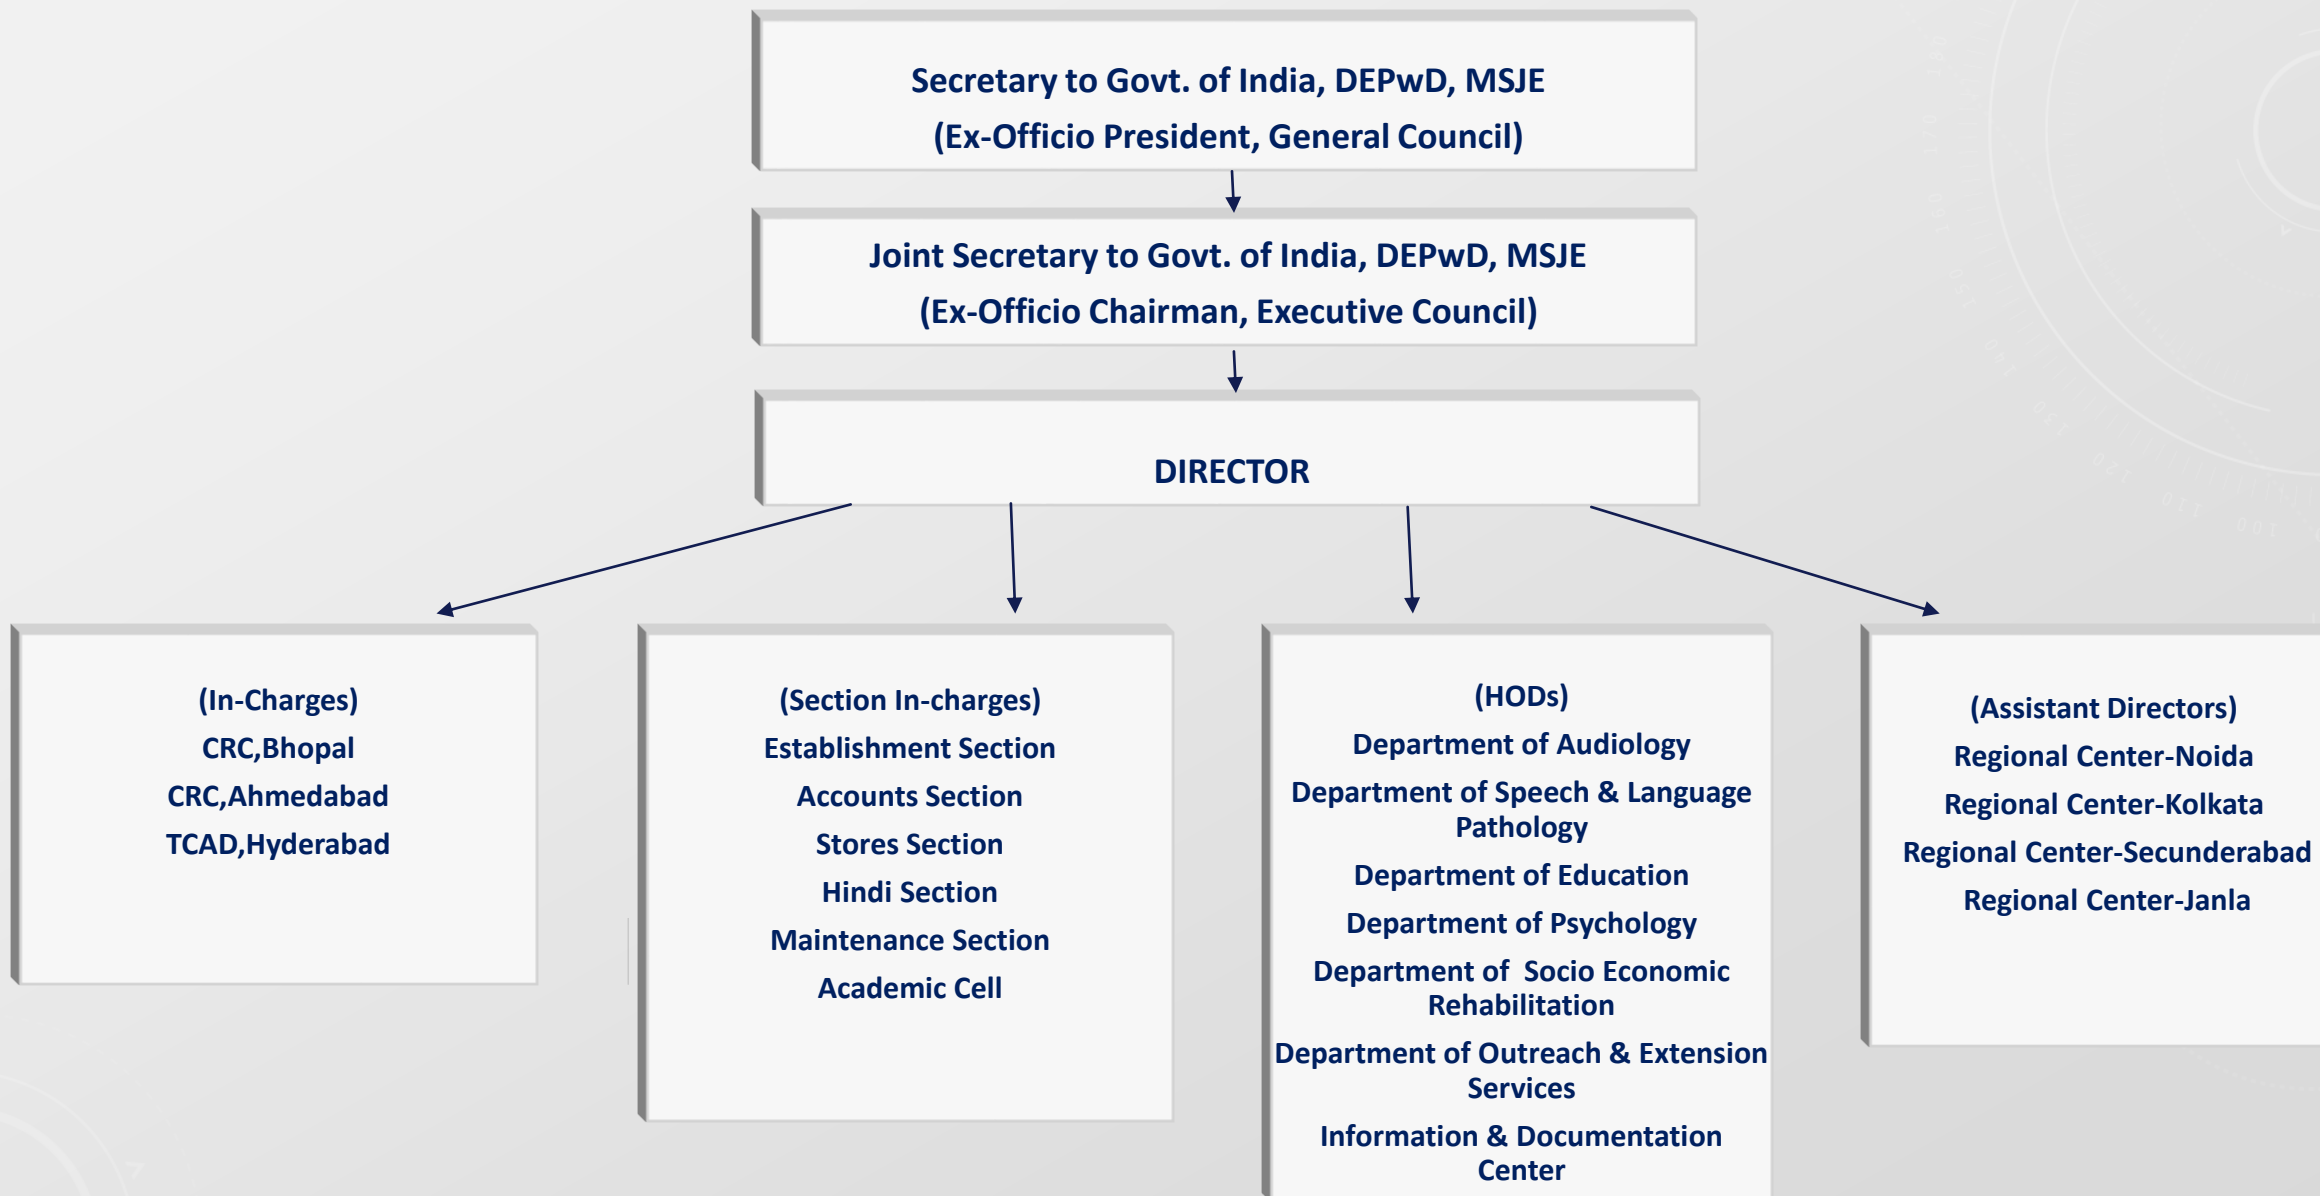 Secretary to Govt. of India, DEPwD, MSJE
(Ex-Officio President, General Council)
Joint Secretary to Govt. of India, DEPwD, MSJE
(Ex-Officio Chairman, Executive Council)
DIRECTOR
(In-Charges)
CRC,Bhopal
CRC,Ahmedabad
TCAD,Hyderabad
(Section In-charges)
Establishment Section
Accounts Section
Stores Section
Hindi Section
Maintenance Section
Academic Cell
(HODs)
Department of Audiology
Department of Speech & Language
Pathology
Department of Education
Department of Psychology
Department of  Socio Economic
Rehabilitation
Department of Outreach & Extension
Services
Information & Documentation
Center
(Assistant Directors)
Regional Center-Noida
Regional Center-Kolkata
Regional Center-Secunderabad
Regional Center-Janla